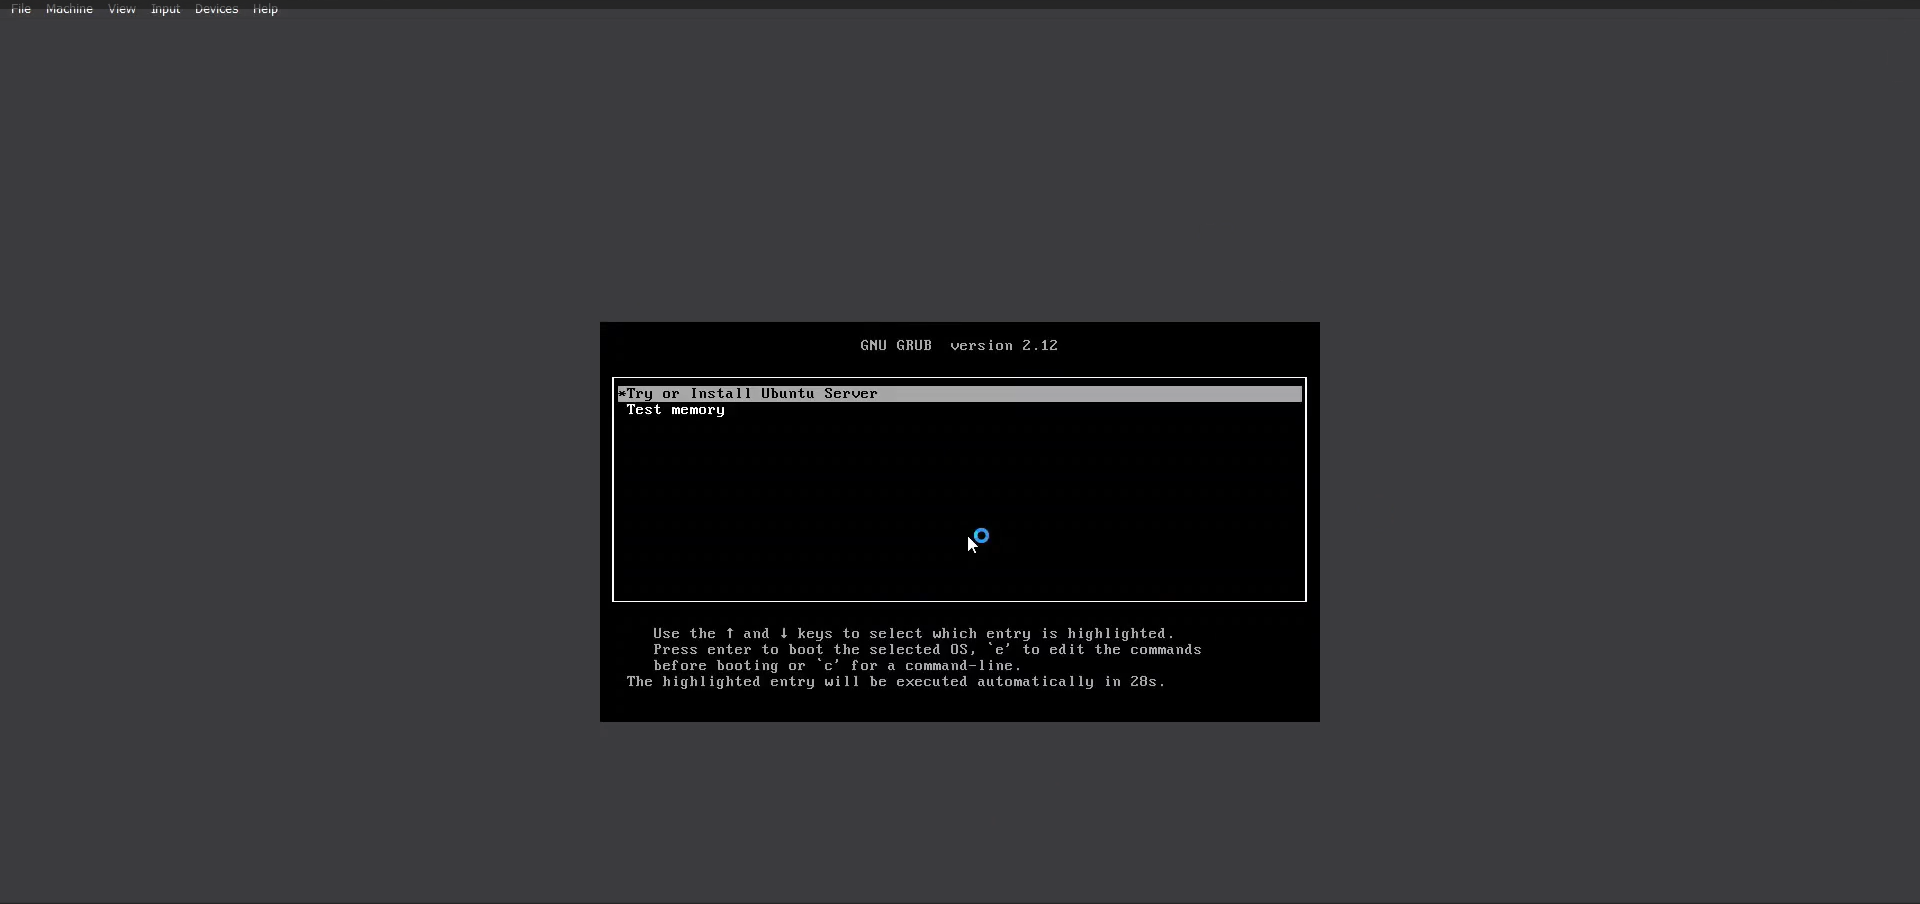 File Machine View Input Devices Help
GNU GRUB version 2.12
*Try or Install Ubuntu Server
Test memory
Use the ↑ and ↓ keys to select which entry is highlighted.
Press enter to boot the selected OS, `e' to edit the commands
before booting or `c' for a command-line.
The highlighted entry will be executed automatically in 28s.